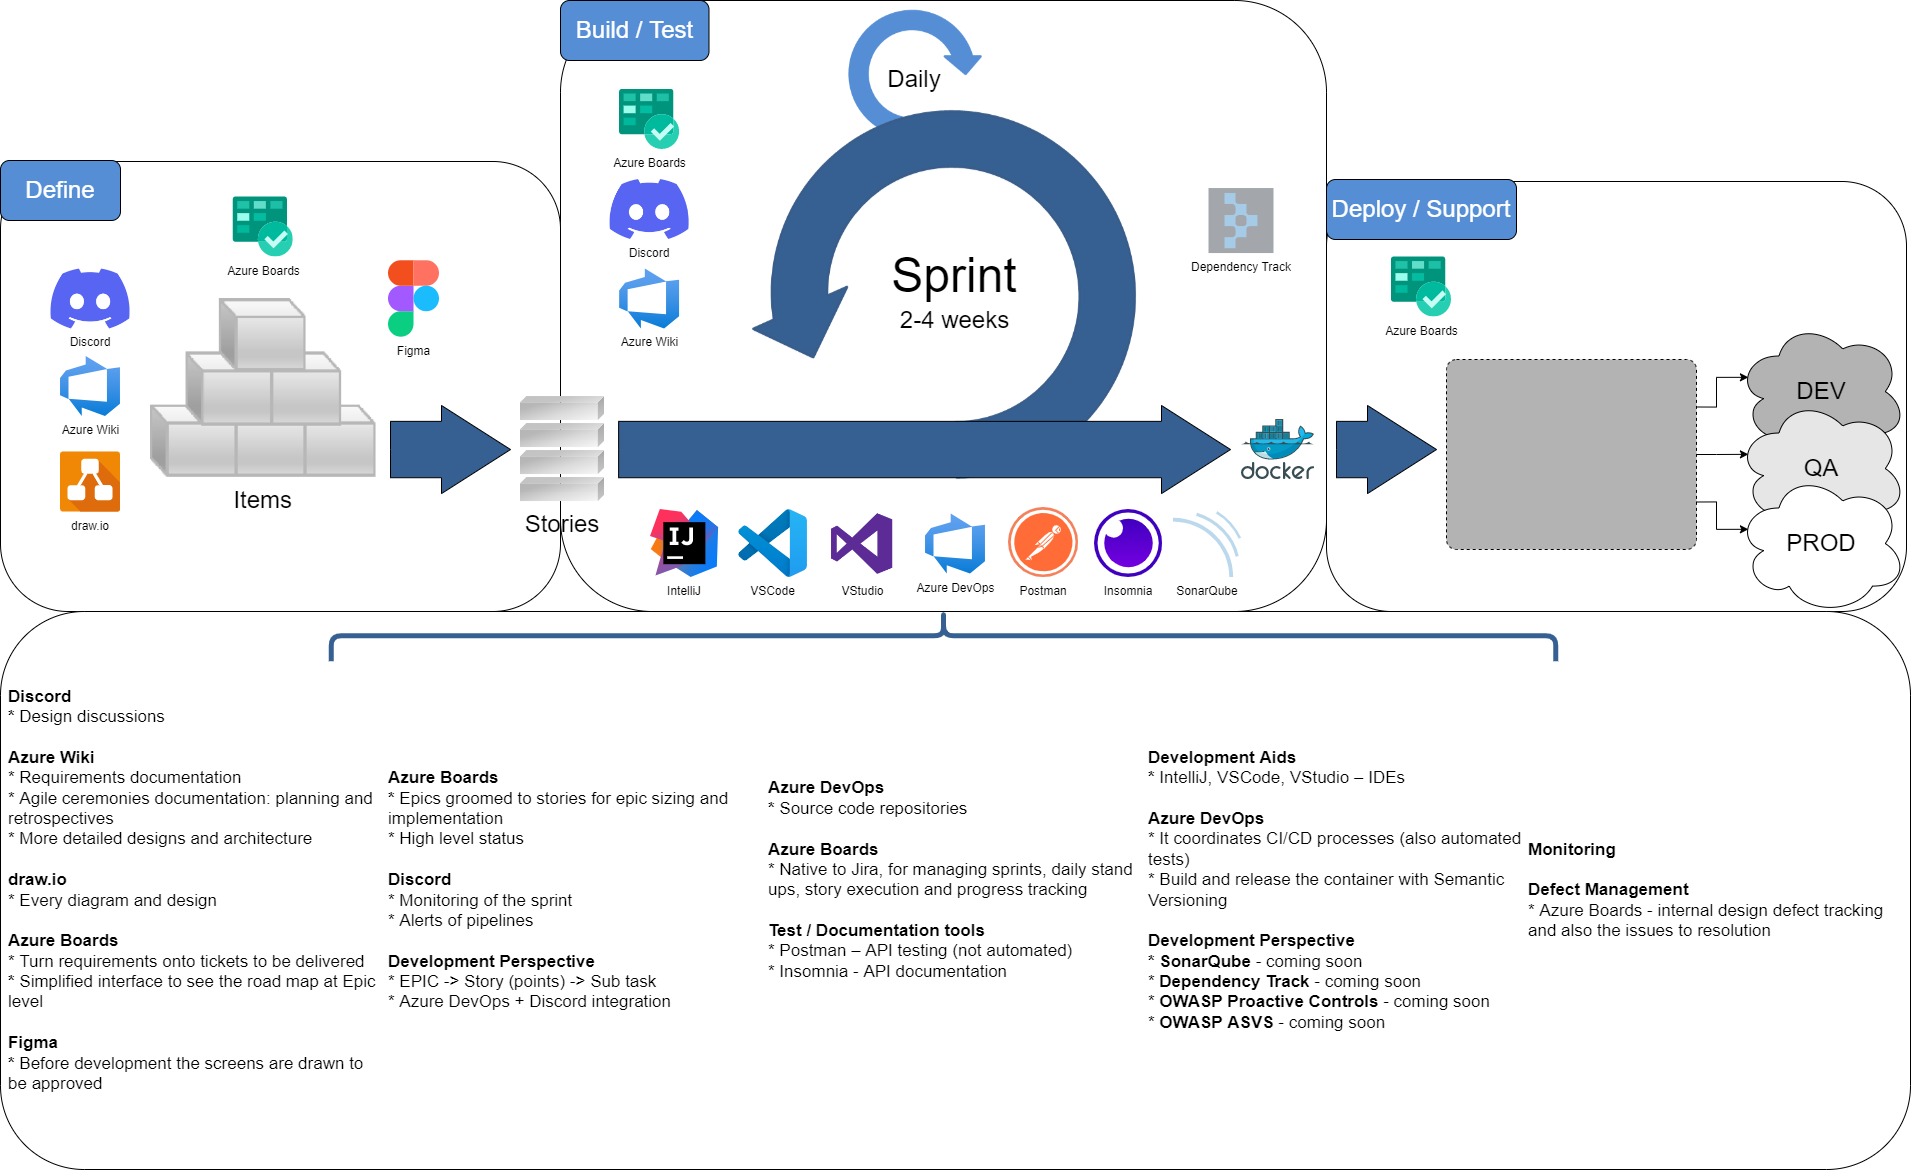 Build / Test
Daily
Azure Boards
Define
Azure Boards
Discord
Figma
Azure Wiki
draw.io
Items
Stories
Discord
Azure Wiki
Sprint
2-4 weeks
Dependency Track
docker
IJ
IntelliJ
VSCode
VStudio
Azure DevOps
Postman
Insomnia
SonarQube
Deploy / Support
Azure Boards
DEV
QA
PROD
Discord
* Design discussions
Azure Wiki
* Requirements documentation
* Agile ceremonies documentation: planning and
retrospectives
* More detailed designs and architecture
draw.io
* Every diagram and design
Azure Boards
* Turn requirements onto tickets to be delivered
* Simplified interface to see the road map at Epic
level
Figma
* Before development the screens are drawn to
be approved
Azure Boards
* Epics groomed to stories for epic sizing and
implementation
* High level status
Discord
* Monitoring of the sprint
* Alerts of pipelines
Development Perspective
* EPIC -> Story (points) -> Sub task
* Azure DevOps + Discord integration
Azure DevOps
* Source code repositories
Azure Boards
* Native to Jira, for managing sprints, daily stand
ups, story execution and progress tracking
Test / Documentation tools
* Postman – API testing (not automated)
* Insomnia - API documentation
Development Aids
* IntelliJ, VSCode, VStudio – IDEs
Azure DevOps
* It coordinates CI/CD processes (also automated
tests)
* Build and release the container with Semantic
Versioning
Development Perspective
* SonarQube - coming soon
* Dependency Track - coming soon
* OWASP Proactive Controls - coming soon
* OWASP ASVS - coming soon
Monitoring
Defect Management
* Azure Boards - internal design defect tracking
and also the issues to resolution